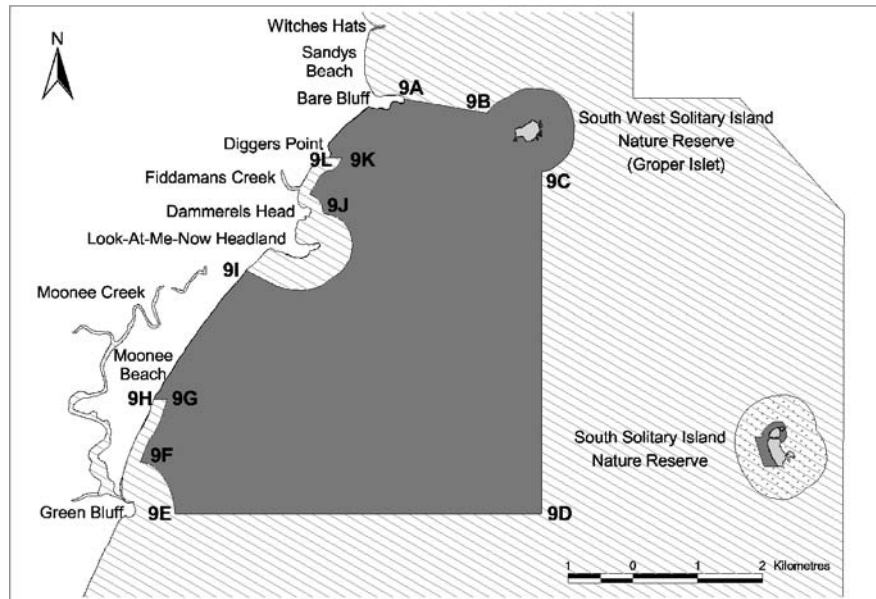 Witches Hats
N
Sandys
Beach
9A
Bare Bluff
9B
South West Solitary Island
Nature Reserve
(Groper Islet)
Diggers Point
9L
9K
9C
Fiddamans Creek
9J
Dammerels Head
Look-At-Me-Now Headland
9I
Moonee Creek
Moonee
Beach
9H
9G
South Solitary Island
Nature Reserve
9F
Green Bluff
9E
9D
1 0 1 2 Kilometres